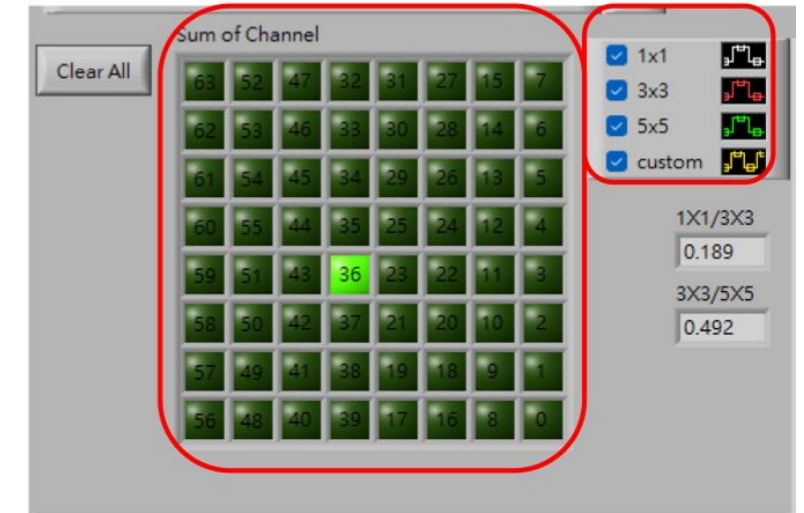 Sum of Channel
Clear All
63 52 47 32 31 27 15 7
62 53 46 33 30 28 14 6
61 54 45 34 29 26 13 5
60 55 44 35 25 24 12 4
59 51 43 36 23 22 11 3
58 50 42 37 21 20 10 2
57 49 41 38 19 18 9 1
56 48 40 39 17 16 8 0
1x1
3x3
5x5
custom
1X1/3X3
0.189
3X3/5X5
0.492